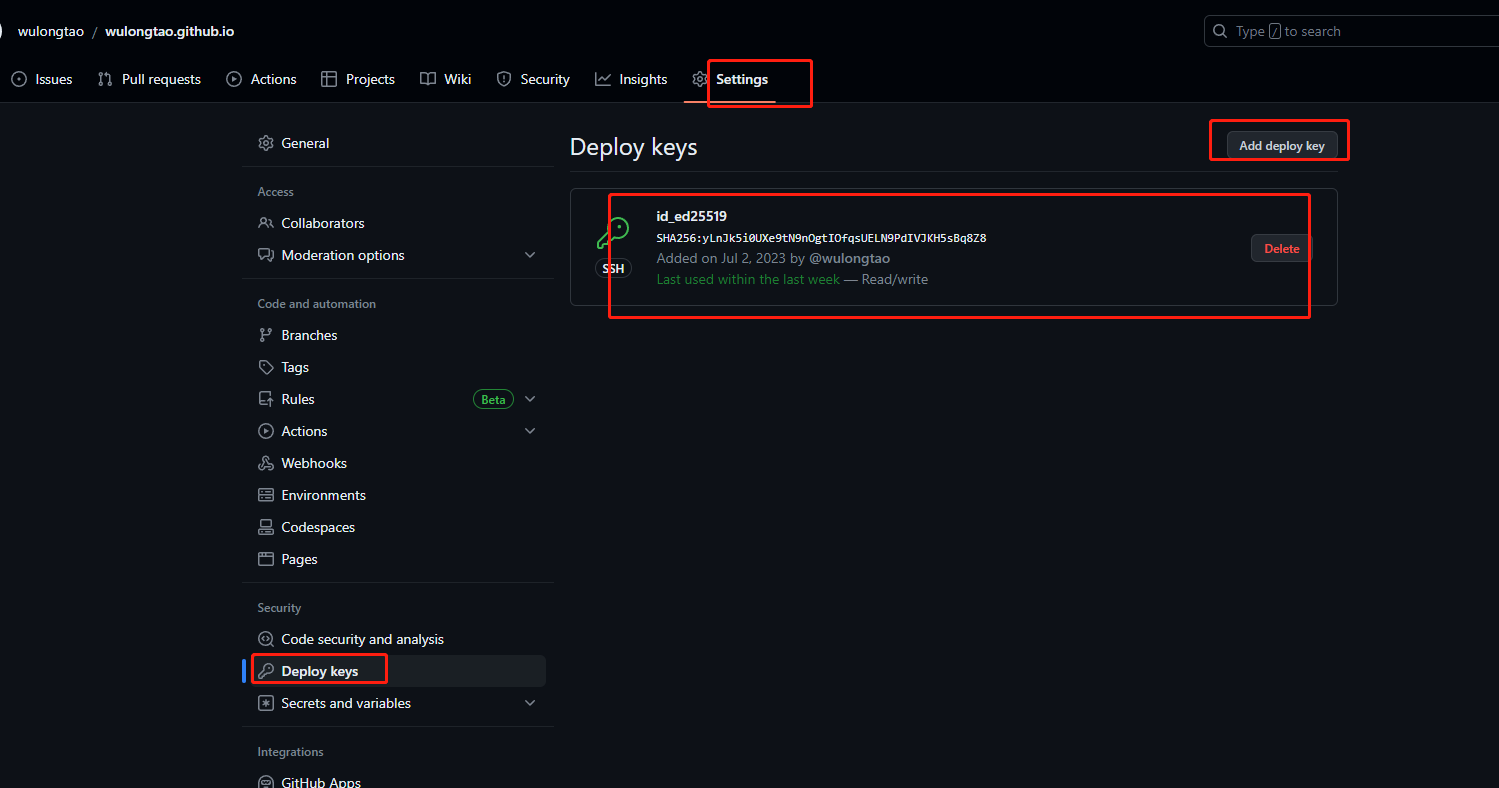 wulongtao / wulongtao.github.io
Type / to search
Issues Pull requests Actions Projects Wiki Security Insights Settings
General
Access
Collaborators
Moderation options
Code and automation
Branches
Tags
Rules Beta
Actions
Webhooks
Environments
Codespaces
Pages
Security
Code security and analysis
Deploy keys
Secrets and variables
Integrations
GitHub Apps
Deploy keys
Add deploy key
id_ed25519
SHA256:yLnJk5i0UXe9tN9nOgtIOfqsUELN9PdIVJKH5sBq8Z8
Added on Jul 2, 2023 by @wulongtao
Last used within the last week — Read/write
SSH
Delete